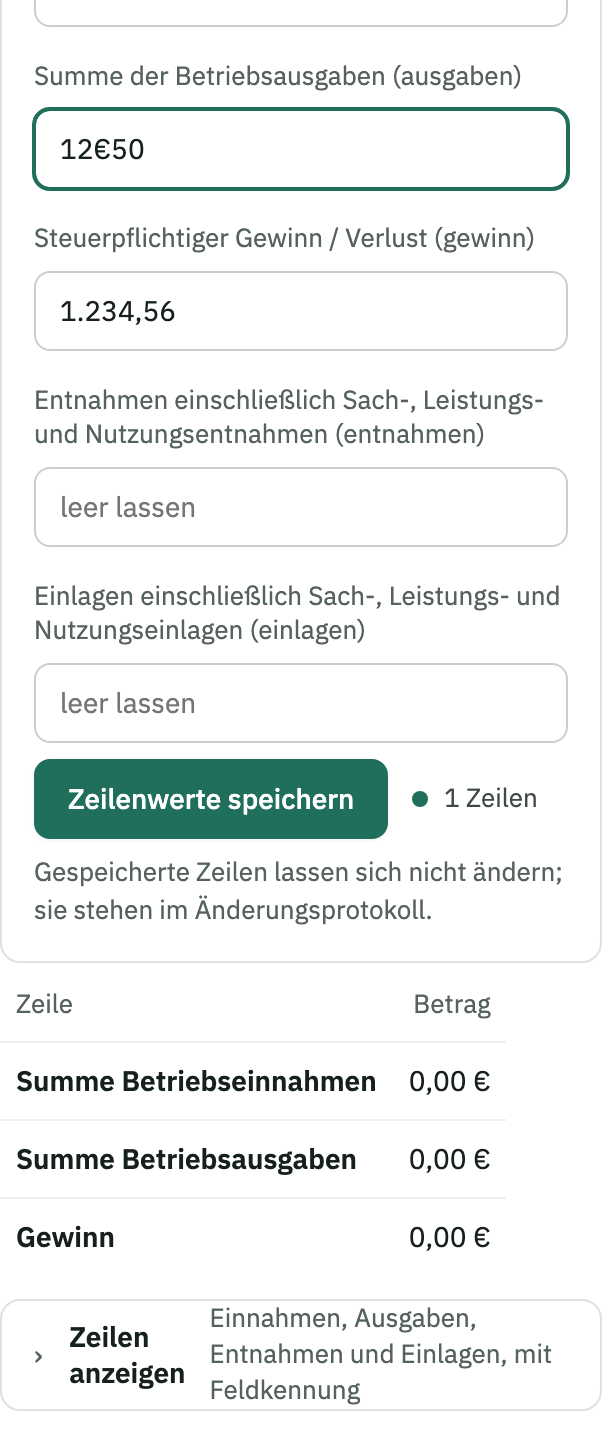 Summe der Betriebsausgaben (ausgaben)
12€50
Steuerpflichtiger Gewinn / Verlust (gewinn)
1.234,56
Entnahmen einschließlich Sach-, Leistungs-
und Nutzungsentnahmen (entnahmen)
leer lassen
Einlagen einschließlich Sach-, Leistungs- und
Nutzungseinlagen (einlagen)
leer lassen
Zeilenwerte speichern
1 Zeilen
Gespeicherte Zeilen lassen sich nicht ändern;
sie stehen im Änderungsprotokoll.
Zeile Betrag
Summe Betriebseinnahmen 0,00 €
Summe Betriebsausgaben 0,00 €
Gewinn 0,00 €
Zeilen
anzeigen
Einnahmen, Ausgaben,
Entnahmen und Einlagen, mit
Feldkennung